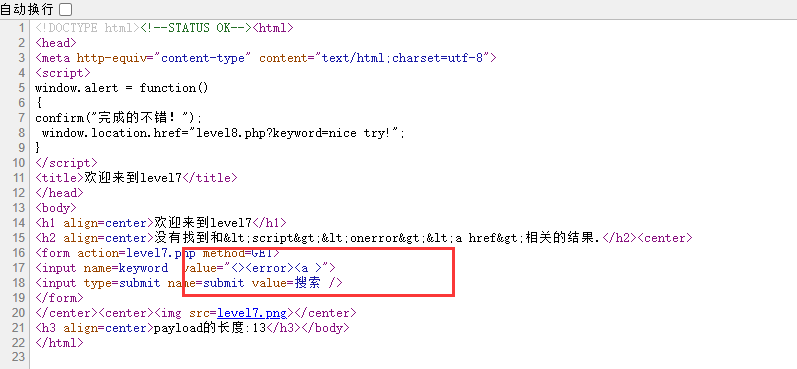 自动换行
1 <!DOCTYPE html><!--STATUS OK--><html>
2 <head>
3 <meta http-equiv="content-type" content="text/html;charset=utf-8">
4 <script>
5 window.alert = function()
6 {
7 confirm("完成的不错！");
8  window.location.href="level8.php?keyword=nice try!";
9 }
10 </script>
11 <title>欢迎来到level7</title>
12 </head>
13 <body>
14 <h1 align=center>欢迎来到level7</h1>
15 <h2 align=center>没有找到和&lt;script&gt;&lt;onerror&gt;&lt;a href&gt;相关的结果.</h2><center>
16 <form action=level7.php method=GET>
17 <input name=keyword  value="<><error><a >">
18 <input type=submit name=submit value=搜索 />
19 </form>
20 </center><center><img src=level7.png></center>
21 <h3 align=center>payload的长度:13</h3></body>
22 </html>
23